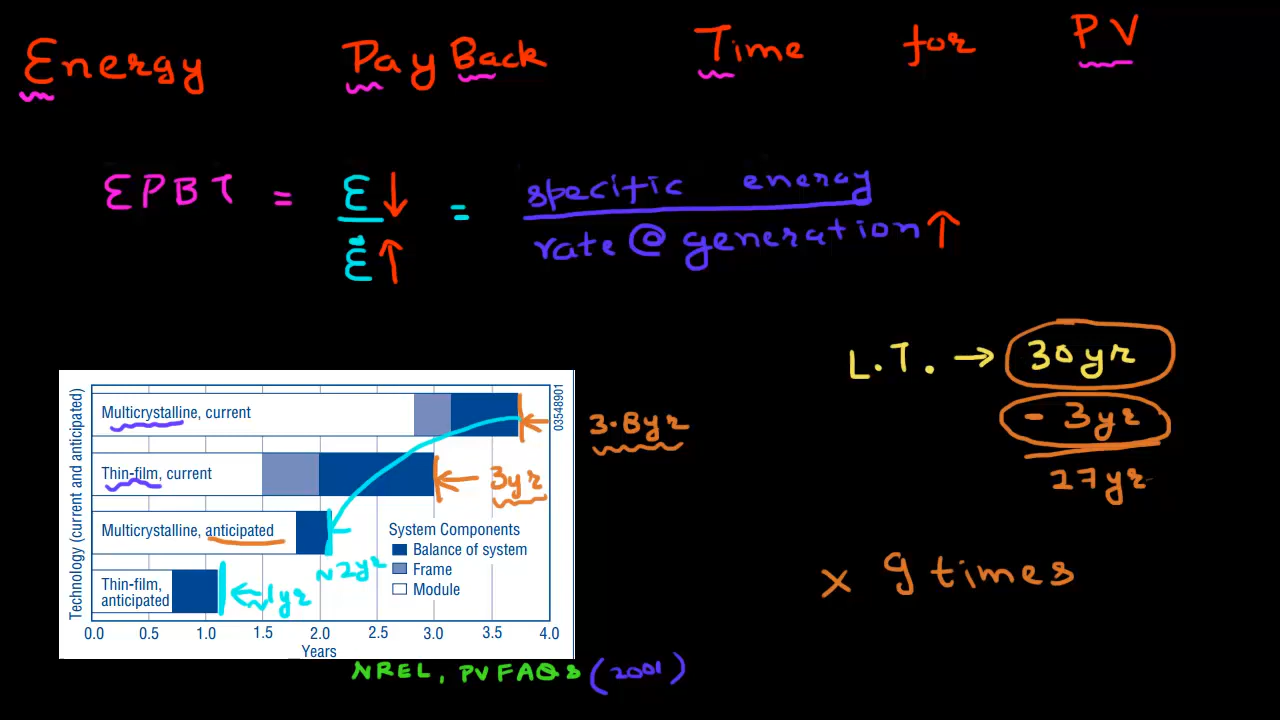 Energy PayBack Time for PV
EPBT = E ↓ = specific energy
Ė ↑ rate @ generation ↑
L.T. → 30yr
- 3yr
27yr
x 9 times
Technology (current and anticipated)
Multicrystalline, current
3.8yr
Thin-film, current
3yr
Multicrystalline, anticipated
~2yr
Thin-film,
anticipated
~1yr
System Components
Balance of system
Frame
Module
03548901
0.0 0.5 1.0 1.5 2.0 2.5 3.0 3.5 4.0
Years
NREL, PV FAQs (2001)